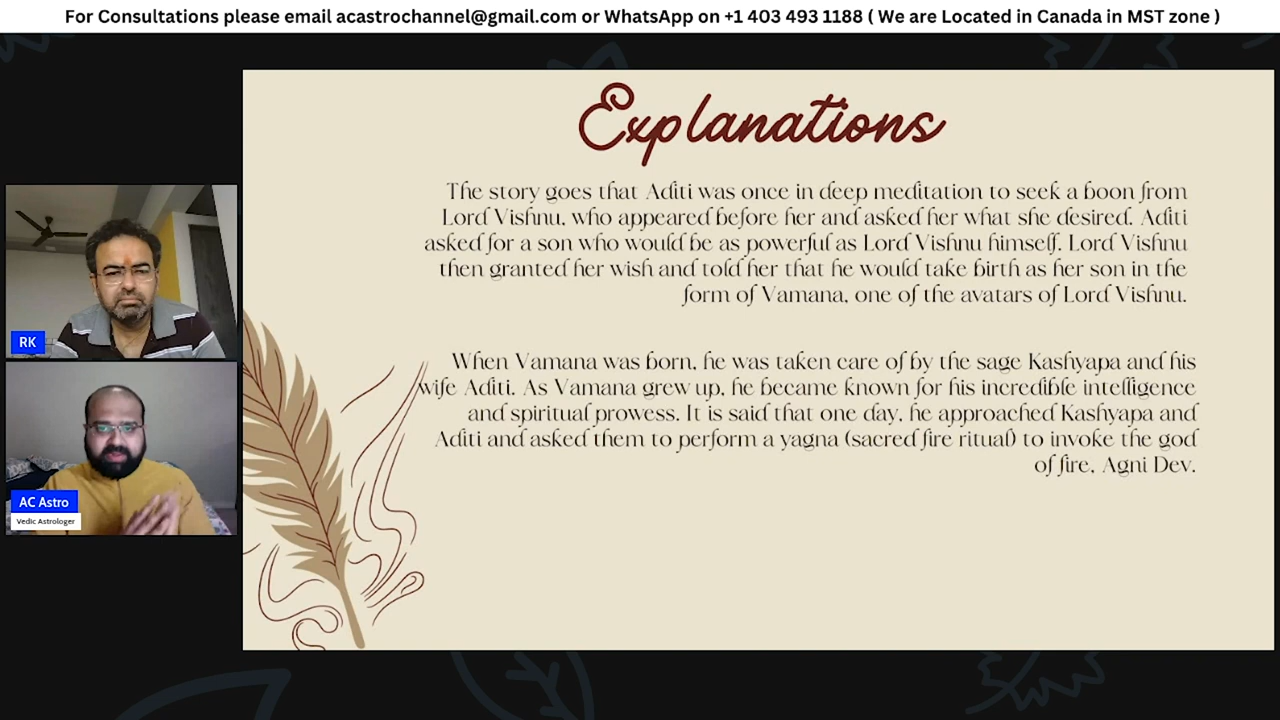 For Consultations please email acastrochannel@gmail.com or WhatsApp on +1 403 493 1188 ( We are Located in Canada in MST zone )
Explanations
The story goes that Aditi was once in deep meditation to seek a boon from
Lord Vishnu, who appeared before her and asked her what she desired. Aditi
asked for a son who would be as powerful as Lord Vishnu himself. Lord Vishnu
then granted her wish and told her that he would take birth as her son in the
form of Vamana, one of the avatars of Lord Vishnu.
When Vamana was born, he was taken care of by the sage Kashyapa and his
wife Aditi. As Vamana grew up, he became known for his incredible intelligence
and spiritual prowess. It is said that one day, he approached Kashyapa and
Aditi and asked them to perform a yagna (sacred fire ritual) to invoke the god
of fire, Agni Dev.
RK
AC Astro
Vedic Astrologer